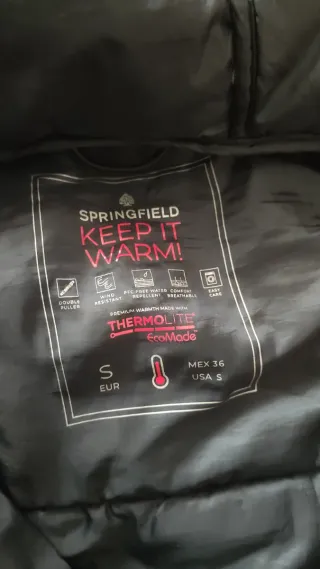 SPRINGFIELD
KEEP IT
WARM!
DOUBLE
PULLER
WIND
RESISTANT
PFC-FREE WATER
REPELLENT
COMFORT
BREATHABLE
EASY
CARE
PREMIUM WARMTH MADE WITH
THERMOLITE
EcoMade
S
EUR
MEX 36
USA S